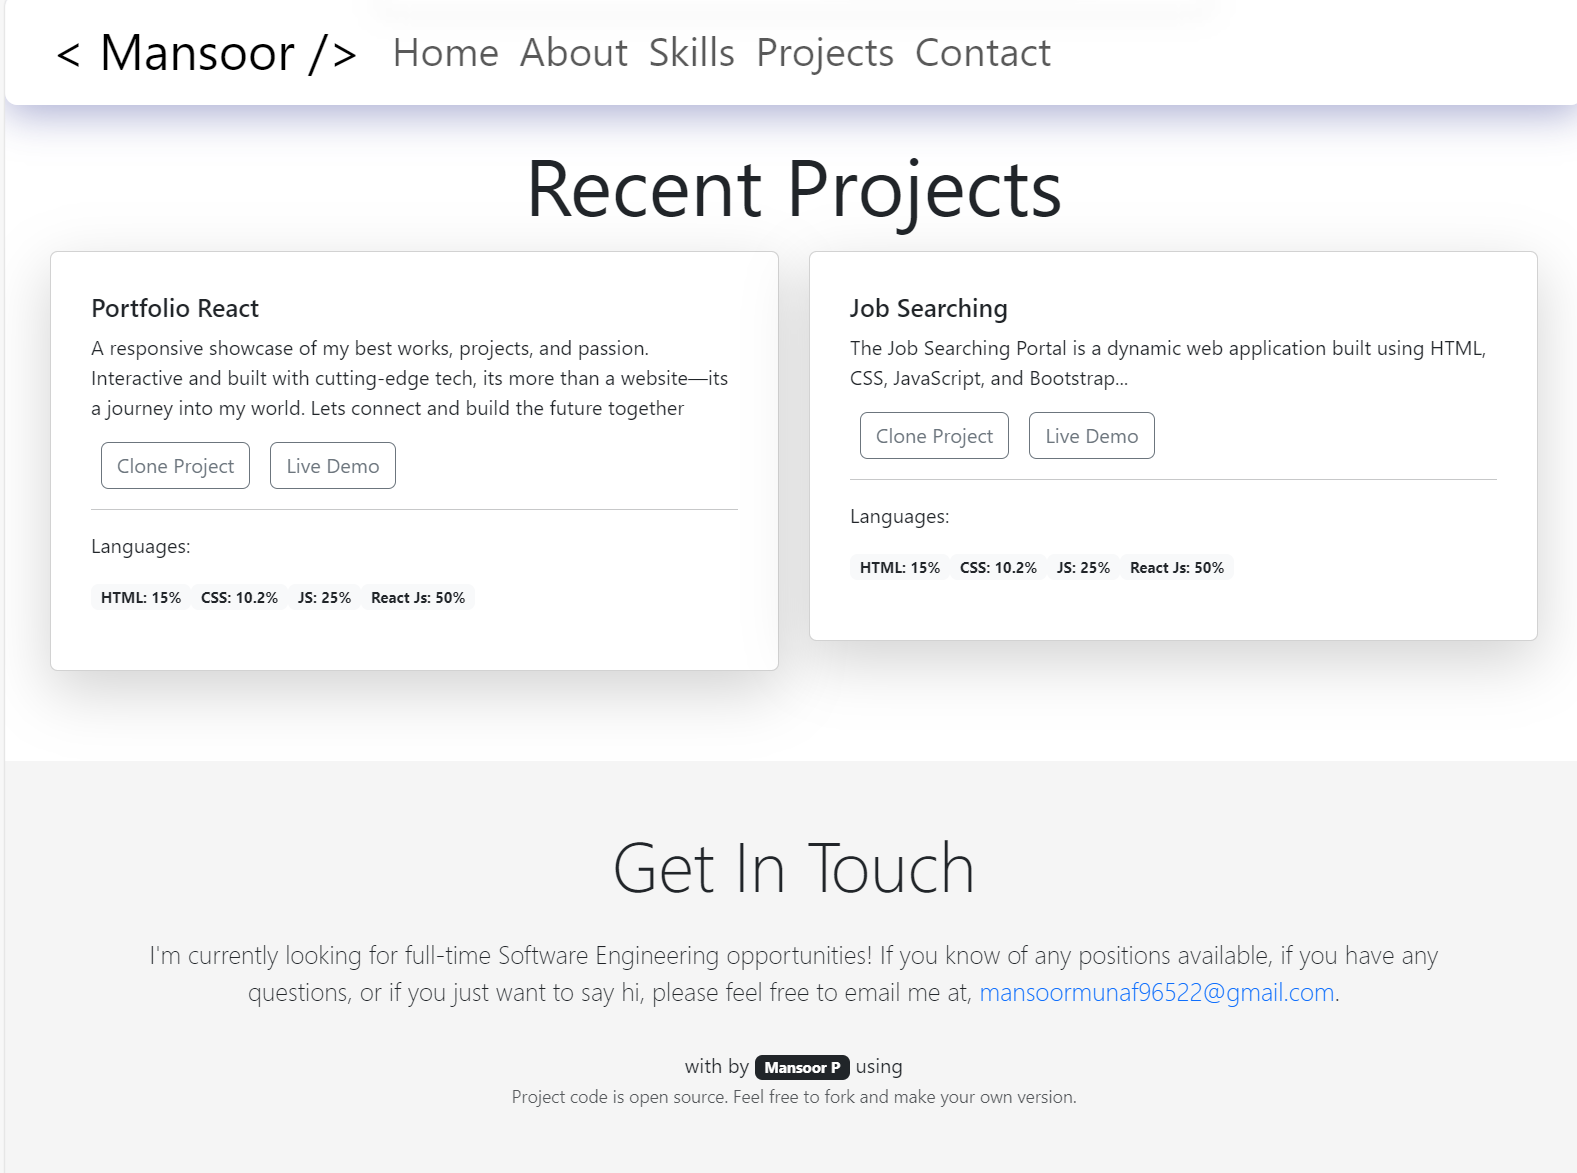 < Mansoor /> Home About Skills Projects Contact
Recent Projects
Portfolio React
A responsive showcase of my best works, projects, and passion.
Interactive and built with cutting-edge tech, its more than a website—its
a journey into my world. Lets connect and build the future together
Clone Project Live Demo
Languages:
HTML: 15% CSS: 10.2% JS: 25% React Js: 50%
Job Searching
The Job Searching Portal is a dynamic web application built using HTML,
CSS, JavaScript, and Bootstrap...
Clone Project Live Demo
Languages:
HTML: 15% CSS: 10.2% JS: 25% React Js: 50%
Get In Touch
I'm currently looking for full-time Software Engineering opportunities! If you know of any positions available, if you have any
questions, or if you just want to say hi, please feel free to email me at, mansoormunaf96522@gmail.com.
with by Mansoor P using
Project code is open source. Feel free to fork and make your own version.